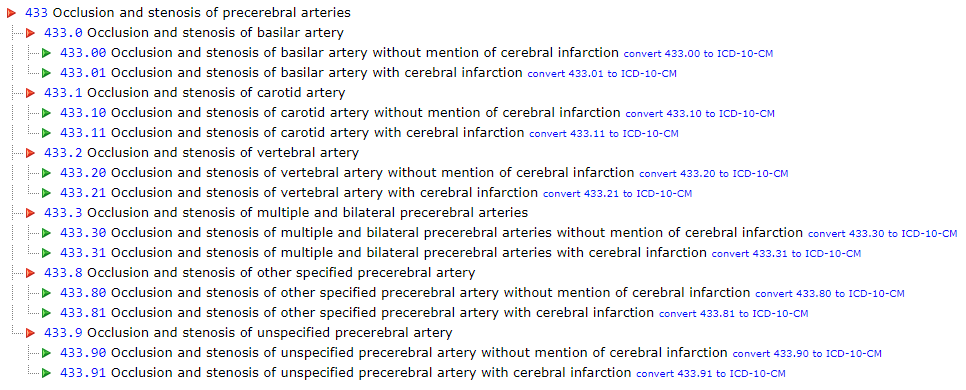 433 Occlusion and stenosis of precerebral arteries
433.0 Occlusion and stenosis of basilar artery
433.00 Occlusion and stenosis of basilar artery without mention of cerebral infarction convert 433.00 to ICD-10-CM
433.01 Occlusion and stenosis of basilar artery with cerebral infarction convert 433.01 to ICD-10-CM
433.1 Occlusion and stenosis of carotid artery
433.10 Occlusion and stenosis of carotid artery without mention of cerebral infarction convert 433.10 to ICD-10-CM
433.11 Occlusion and stenosis of carotid artery with cerebral infarction convert 433.11 to ICD-10-CM
433.2 Occlusion and stenosis of vertebral artery
433.20 Occlusion and stenosis of vertebral artery without mention of cerebral infarction convert 433.20 to ICD-10-CM
433.21 Occlusion and stenosis of vertebral artery with cerebral infarction convert 433.21 to ICD-10-CM
433.3 Occlusion and stenosis of multiple and bilateral precerebral arteries
433.30 Occlusion and stenosis of multiple and bilateral precerebral arteries without mention of cerebral infarction convert 433.30 to ICD-10-CM
433.31 Occlusion and stenosis of multiple and bilateral precerebral arteries with cerebral infarction convert 433.31 to ICD-10-CM
433.8 Occlusion and stenosis of other specified precerebral artery
433.80 Occlusion and stenosis of other specified precerebral artery without mention of cerebral infarction convert 433.80 to ICD-10-CM
433.81 Occlusion and stenosis of other specified precerebral artery with cerebral infarction convert 433.81 to ICD-10-CM
433.9 Occlusion and stenosis of unspecified precerebral artery
433.90 Occlusion and stenosis of unspecified precerebral artery without mention of cerebral infarction convert 433.90 to ICD-10-CM
433.91 Occlusion and stenosis of unspecified precerebral artery with cerebral infarction convert 433.91 to ICD-10-CM